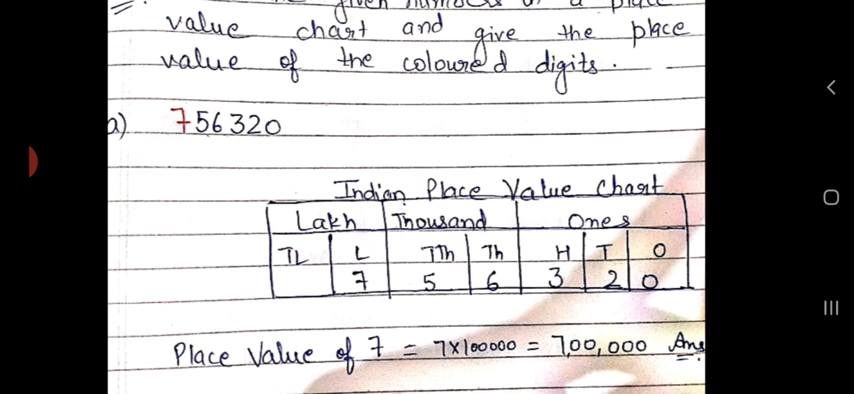 given numbers
value chart and give the place
value of the coloured digits.
a) 756320
Indian Place Value Chart
Lakh Thousand Ones
TL L TTh Th H T O
7 5 6 3 2 0
Place Value of 7 = 7×100000 = 7,00,000 Ans